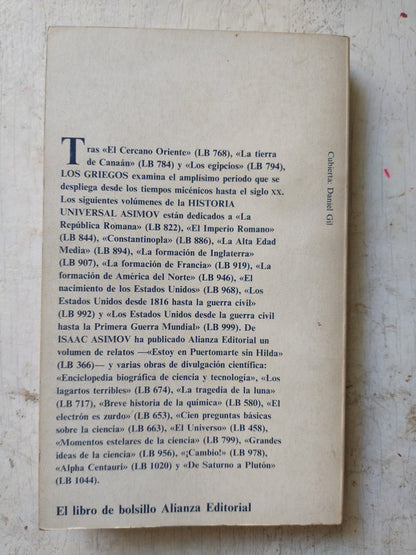 Tras «El Cercano Oriente» (LB 768), «La tierra
de Canaán» (LB 784) y «Los egipcios» (LB 794),
LOS GRIEGOS examina el amplísimo periodo que se
despliega desde los tiempos micénicos hasta el siglo XX.
Los siguientes volúmenes de la HISTORIA
UNIVERSAL ASIMOV están dedicados a «La
República Romana» (LB 822), «El Imperio Romano»
(LB 844), «Constantinopla» (LB 886), «La Alta Edad
Media» (LB 894), «La formación de Inglaterra»
(LB 907), «La formación de Francia» (LB 919), «La
formación de América del Norte» (LB 946), «El
nacimiento de los Estados Unidos» (LB 968), «Los
Estados Unidos desde 1816 hasta la guerra civil»
(LB 992) y «Los Estados Unidos desde la guerra civil
hasta la Primera Guerra Mundial» (LB 999). De
ISAAC ASIMOV ha publicado Alianza Editorial un
volumen de relatos —«Estoy en Puertomarte sin Hilda»
(LB 366)— y varias obras de divulgación científica:
«Enciclopedia biográfica de ciencia y tecnología», «Los
lagartos terribles» (LB 674), «La tragedia de la luna»
(LB 717), «Breve historia de la química» (LB 580), «El
electrón es zurdo» (LB 653), «Cien preguntas básicas
sobre la ciencia» (LB 663), «El Universo» (LB 458),
«Momentos estelares de la ciencia» (LB 799), «Grandes
ideas de la ciencia» (LB 956), «¡Cambio!» (LB 978),
«Alpha Centauri» (LB 1020) y «De Saturno a Plutón»
(LB 1044).
El libro de bolsillo Alianza Editorial
Cubierta: Daniel Gil